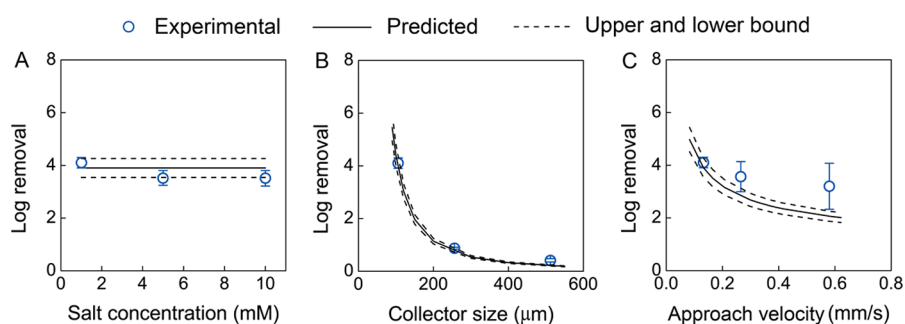 Experimental Predicted Upper and lower bound
A
8
6
4
2
0
0 2 4 6 8 10
Log removal
Salt concentration (mM)
B
8
6
4
2
0
0 200 400 600
Log removal
Collector size (μm)
C
8
6
4
2
0
0.0 0.2 0.4 0.6 0.8
Log removal
Approach velocity (mm/s)